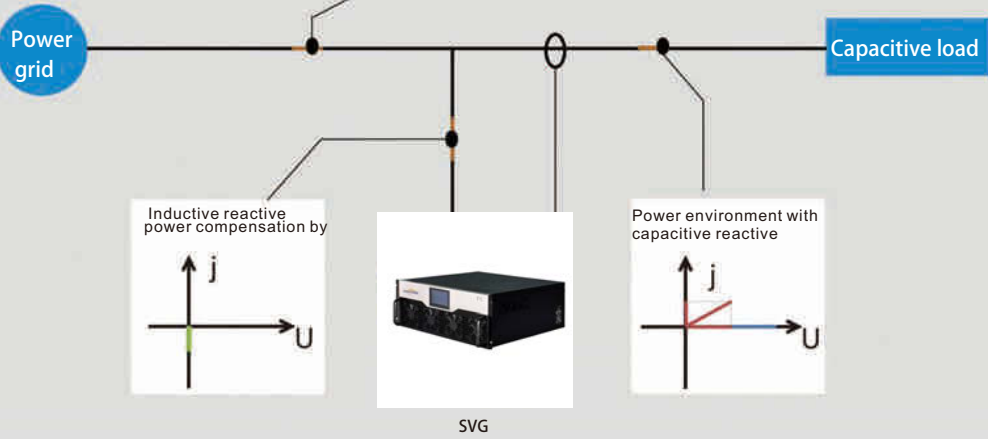 Power
grid
Capacitive load
Inductive reactive
power compensation by
j
U
Power environment with
capacitive reactive
j
U
SVG